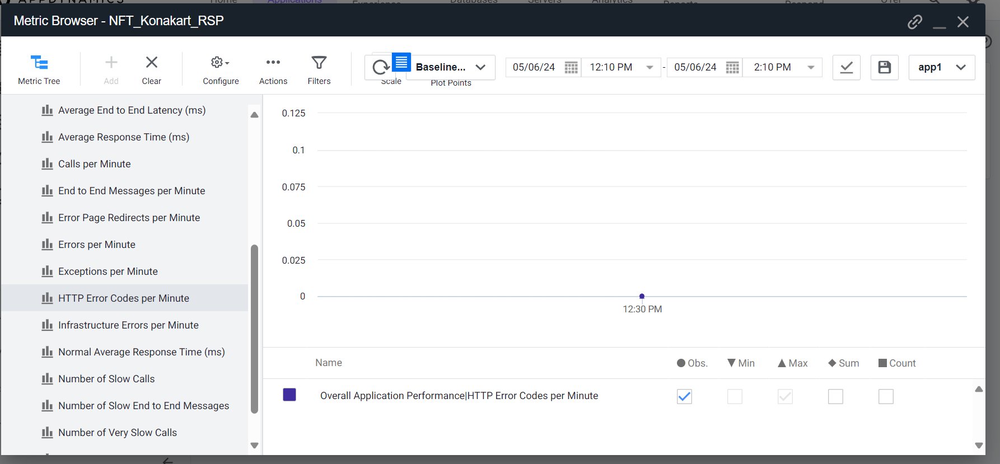 APPDYNAMICS
Home
Applications
Experience
Databases
Servers
Analytics
Reports
Respond
Metric Browser - NFT_Konakart_RSP
Metric Tree
Add
Clear
Configure
Actions
Filters
Scale
Baseline...
Plot Points
05/06/24
12:10 PM
-
05/06/24
2:10 PM
app1
Average End to End Latency (ms)
Average Response Time (ms)
Calls per Minute
End to End Messages per Minute
Error Page Redirects per Minute
Errors per Minute
Exceptions per Minute
HTTP Error Codes per Minute
Infrastructure Errors per Minute
Normal Average Response Time (ms)
Number of Slow Calls
Number of Slow End to End Messages
Number of Very Slow Calls
0.125
0.1
0.075
0.05
0.025
0
12:30 PM
Name
Obs.
Min
Max
Sum
Count
Overall Application Performance|HTTP Error Codes per Minute